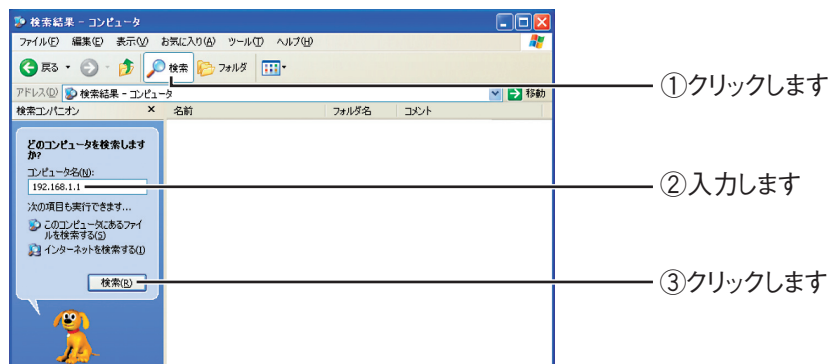 検索結果 - コンピュータ
ファイル(F) 編集(E) 表示(V) お気に入り(A) ツール(T) ヘルプ(H)
戻る 検索 フォルダ
アドレス(D) 検索結果 - コンピュータ 移動
検索コンパニオン × 名前 フォルダ名 コメント
どのコンピュータを検索します
か?
コンピュータ名(N):
192.168.1.1
次の項目も実行できます...
このコンピュータにあるファイ
ルを検索する(S)
インターネットを検索する(I)
検索(R)
①クリックします
②入力します
③クリックします